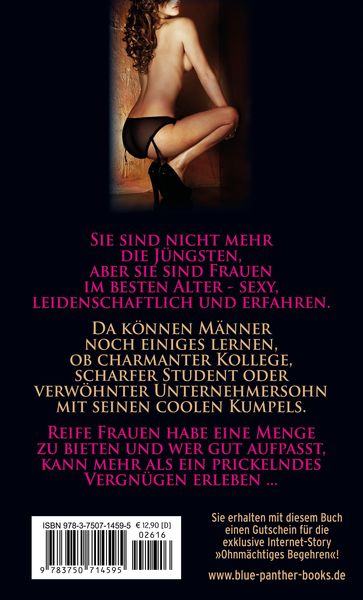 Sie sind nicht mehr
die Jüngsten,
aber sie sind Frauen
im besten Alter - sexy,
leidenschaftlich und erfahren.
Da können Männer
noch einiges lernen,
ob charmanter Kollege,
scharfer Student oder
verwöhnter Unternehmersohn
mit seinen coolen Kumpels.
Reife Frauen habe eine Menge
zu bieten und wer gut aufpasst,
kann mehr als ein prickelndes
Vergnügen erleben ...
ISBN 978-3-7507-1459-5
€ 12,90 [D]
02616
9 783750 714595
Sie erhalten mit diesem Buch
einen Gutschein für die
exklusive Internet-Story
»Ohnmächtiges Begehren«!
www.blue-panther-books.de